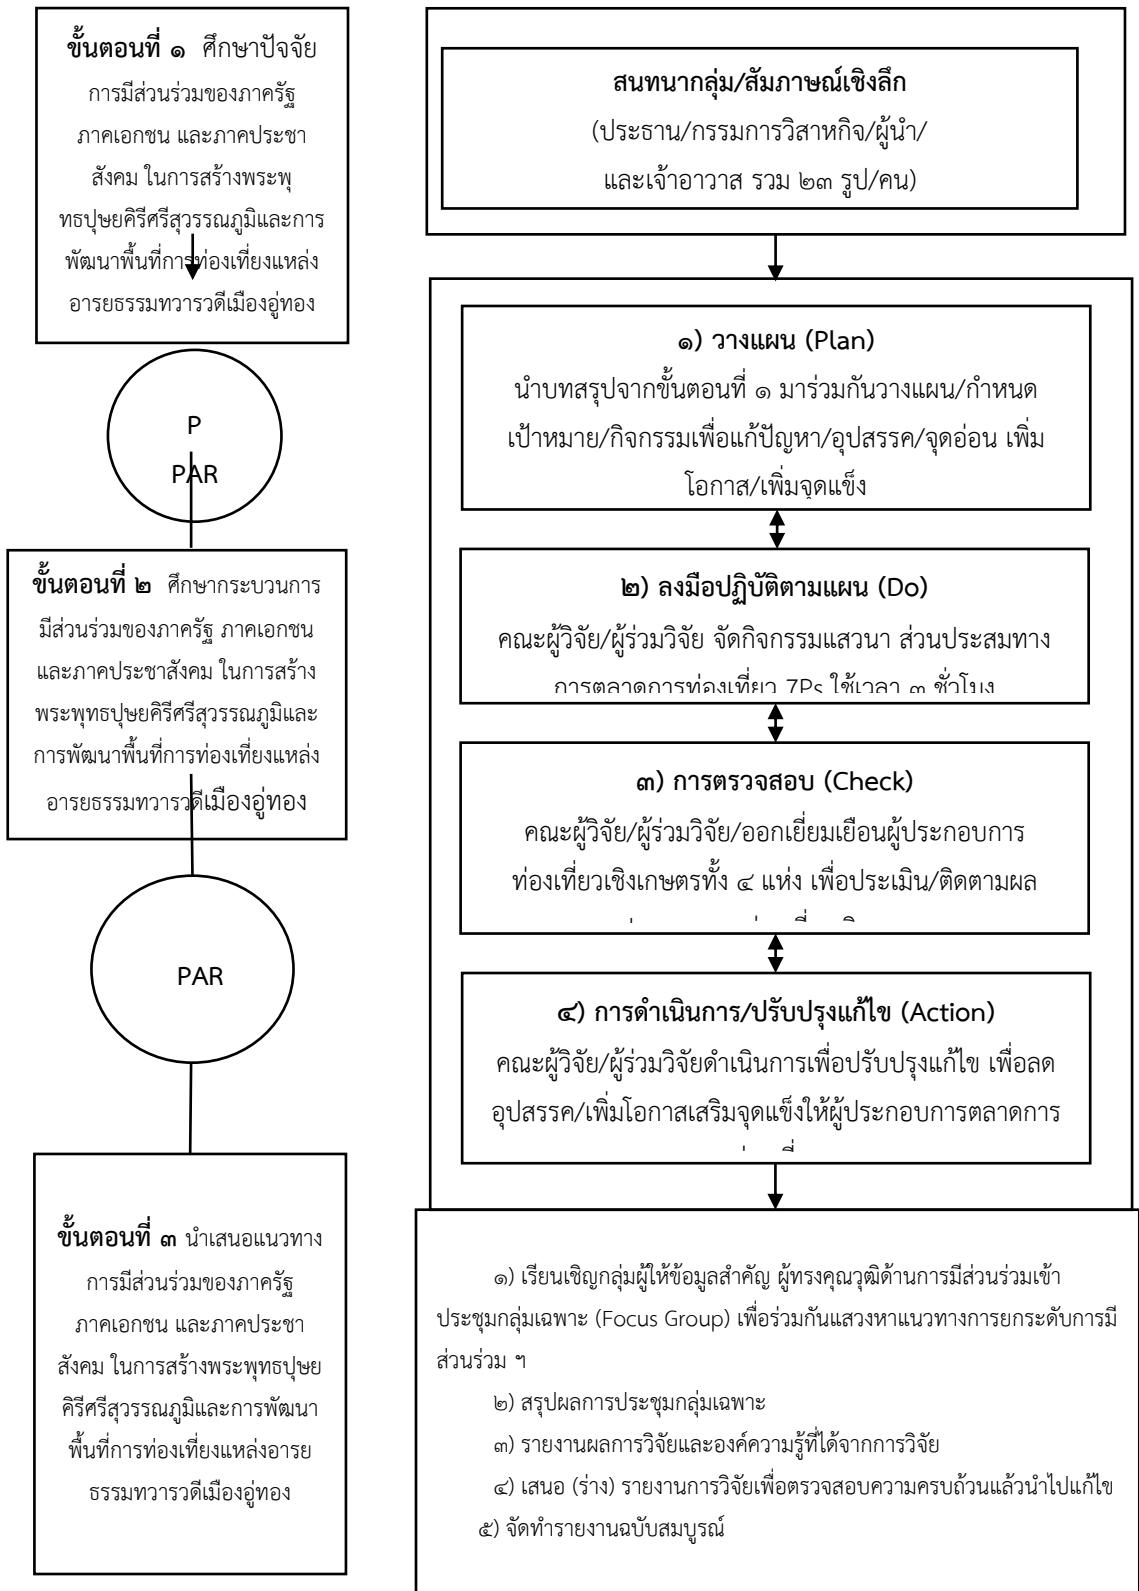 ขั้นตอนที่ ๑ ศึกษาปัจจัย
การมีส่วนร่วมของภาครัฐ
ภาคเอกชน และภาคประชา
สังคม ในการสร้างพระพุ
ทธปุษยคิรีศรีสุวรรณภูมิและการ
พัฒนาพื้นที่การท่องเที่ยงแหล่ง
อารยธรรมทวารวดีเมืองอู่ทอง
P
PAR
ขั้นตอนที่ ๒ ศึกษากระบวนการ
มีส่วนร่วมของภาครัฐ ภาคเอกชน
และภาคประชาสังคม ในการสร้าง
พระพุทธปุษยคิรีศรีสุวรรณภูมิและ
การพัฒนาพื้นที่การท่องเที่ยงแหล่ง
อารยธรรมทวารวดีเมืองอู่ทอง
PAR
ขั้นตอนที่ ๓ นำเสนอแนวทาง
การมีส่วนร่วมของภาครัฐ
ภาคเอกชน และภาคประชา
สังคม ในการสร้างพระพุทธปุษย
คิรีศรีสุวรรณภูมิและการพัฒนา
พื้นที่การท่องเที่ยงแหล่งอารย
ธรรมทวารวดีเมืองอู่ทอง
สนทนากลุ่ม/สัมภาษณ์เชิงลึก
(ประธาน/กรรมการวิสาหกิจ/ผู้นำ/
และเจ้าอาวาส รวม ๒๓ รูป/คน)
๑) วางแผน (Plan)
นำบทสรุปจากขั้นตอนที่ ๑ มาร่วมกันวางแผน/กำหนด
เป้าหมาย/กิจกรรมเพื่อแก้ปัญหา/อุปสรรค/จุดอ่อน เพิ่ม
โอกาส/เพิ่มจุดแข็ง
๒) ลงมือปฏิบัติตามแผน (Do)
คณะผู้วิจัย/ผู้ร่วมวิจัย จัดกิจกรรมแสวนา ส่วนประสมทาง
การตลาดการท่องเที่ยว 7Ps ใช้เวลา ๓ ชั่วโมง
๓) การตรวจสอบ (Check)
คณะผู้วิจัย/ผู้ร่วมวิจัย/ออกเยี่ยมเยือนผู้ประกอบการ
ท่องเที่ยวเชิงเกษตรทั้ง ๔ แห่ง เพื่อประเมิน/ติดตามผล
๔) การดำเนินการ/ปรับปรุงแก้ไข (Action)
คณะผู้วิจัย/ผู้ร่วมวิจัยดำเนินการเพื่อปรับปรุงแก้ไข เพื่อลด
อุปสรรค/เพิ่มโอกาสเสริมจุดแข็งให้ผู้ประกอบการตลาดการ
๑) เรียนเชิญกลุ่มผู้ให้ข้อมูลสำคัญ ผู้ทรงคุณวุฒิด้านการมีส่วนร่วมเข้า
ประชุมกลุ่มเฉพาะ (Focus Group) เพื่อร่วมกันแสวงหาแนวทางการยกระดับการมี
ส่วนร่วม ฯ
๒) สรุปผลการประชุมกลุ่มเฉพาะ
๓) รายงานผลการวิจัยและองค์ความรู้ที่ได้จากการวิจัย
๔) เสนอ (ร่าง) รายงานการวิจัยเพื่อตรวจสอบความครบถ้วนแล้วนำไปแก้ไข
๕) จัดทำรายงานฉบับสมบูรณ์